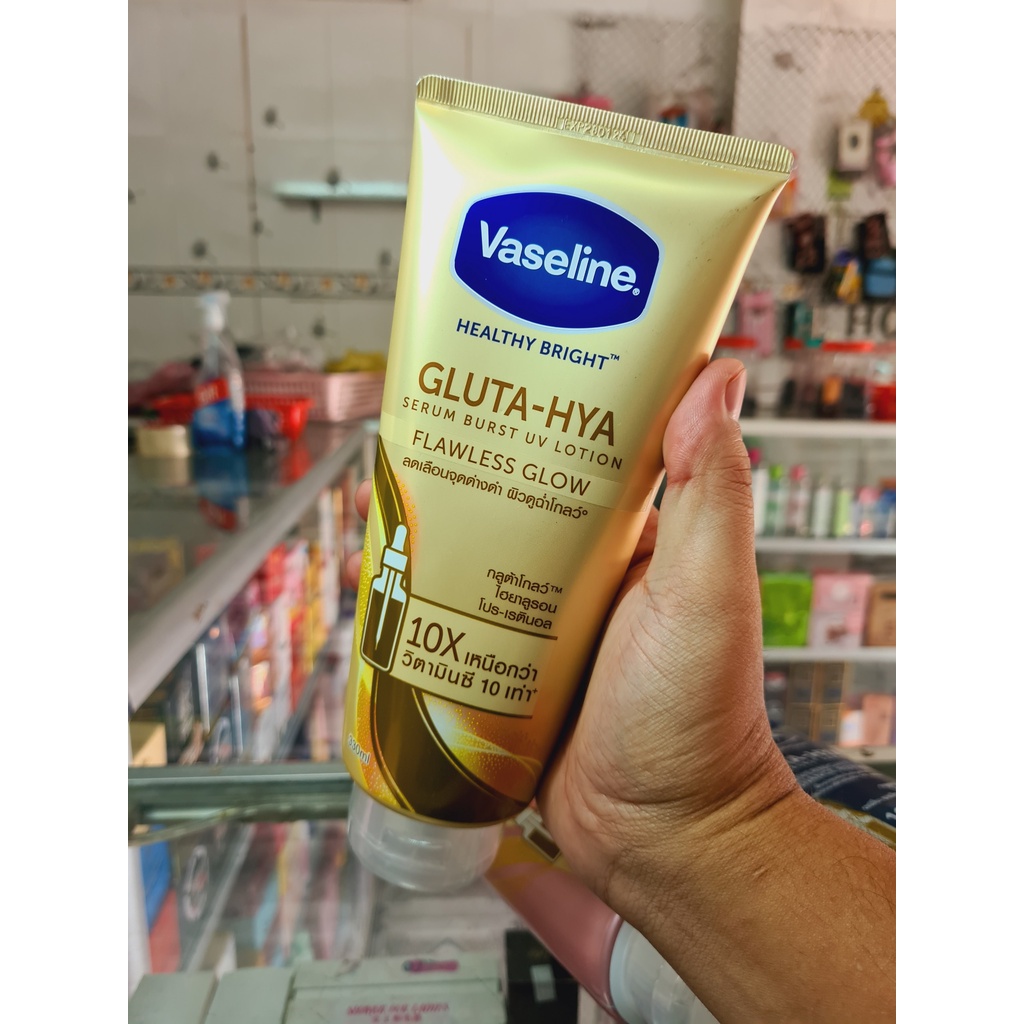 Vaseline®
HEALTHY BRIGHT™
GLUTA-HYA
SERUM BURST UV LOTION
FLAWLESS GLOW
ลดเลือนจุดด่างดำ ผิวดูฉ่ำโกลว์°
กลูต้าโกลว์™
ไฮยาลูรอน
โปร-เรตินอล
10X เหนือกว่า
วิตามินซี 10 เท่า⁺
330ml